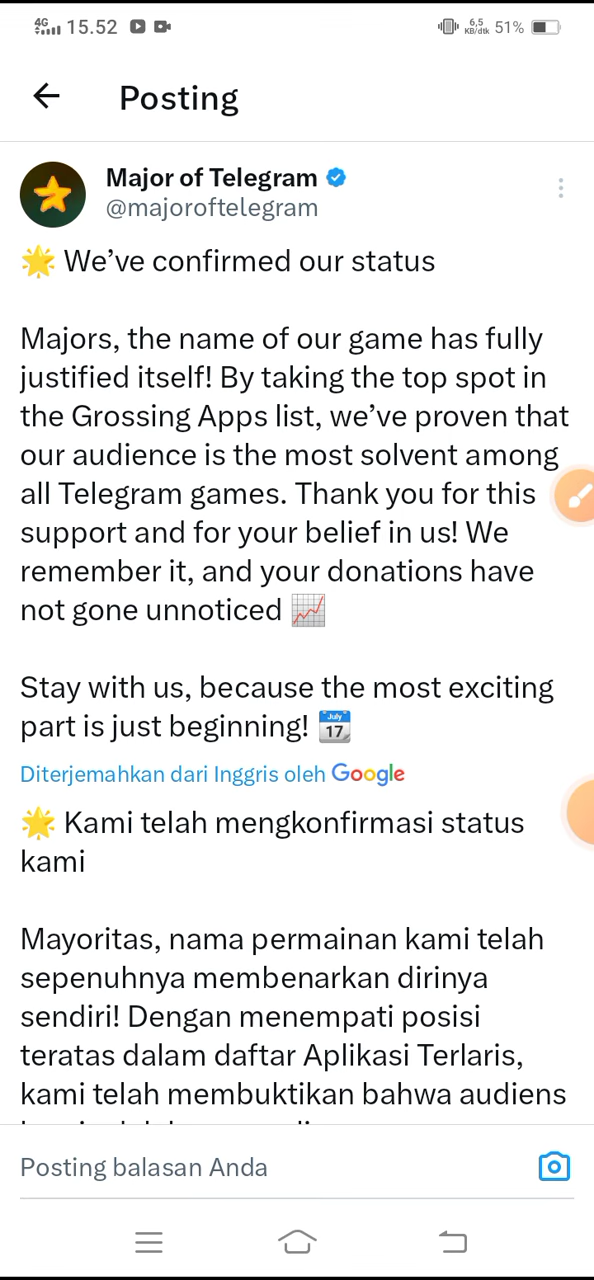 4G 15.52 6,5 KB/dtk 51%
Posting
Major of Telegram
@majoroftelegram
🌟 We’ve confirmed our status
Majors, the name of our game has fully
justified itself! By taking the top spot in
the Grossing Apps list, we’ve proven that
our audience is the most solvent among
all Telegram games. Thank you for this
support and for your belief in us! We
remember it, and your donations have
not gone unnoticed 📈
Stay with us, because the most exciting
part is just beginning! 📅
Diterjemahkan dari Inggris oleh Google
🌟 Kami telah mengkonfirmasi status
kami
Mayoritas, nama permainan kami telah
sepenuhnya membenarkan dirinya
sendiri! Dengan menempati posisi
teratas dalam daftar Aplikasi Terlaris,
kami telah membuktikan bahwa audiens
Posting balasan Anda